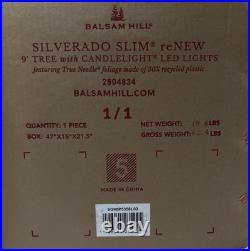 BALSAM HILL®
SILVERADO SLIM® reNEW
9' TREE with CANDLELIGHT® LED LIGHTS
featuring True Needle® foliage made of 30% recycled plastic
2804834
BALSAMHILL.COM
1/1
QUANTITY: 1 PIECE
BOX: 47"X15"X21.5"
NET WEIGHT: LBS
GROSS WEIGHT: LBS
5
MADE IN CHINA